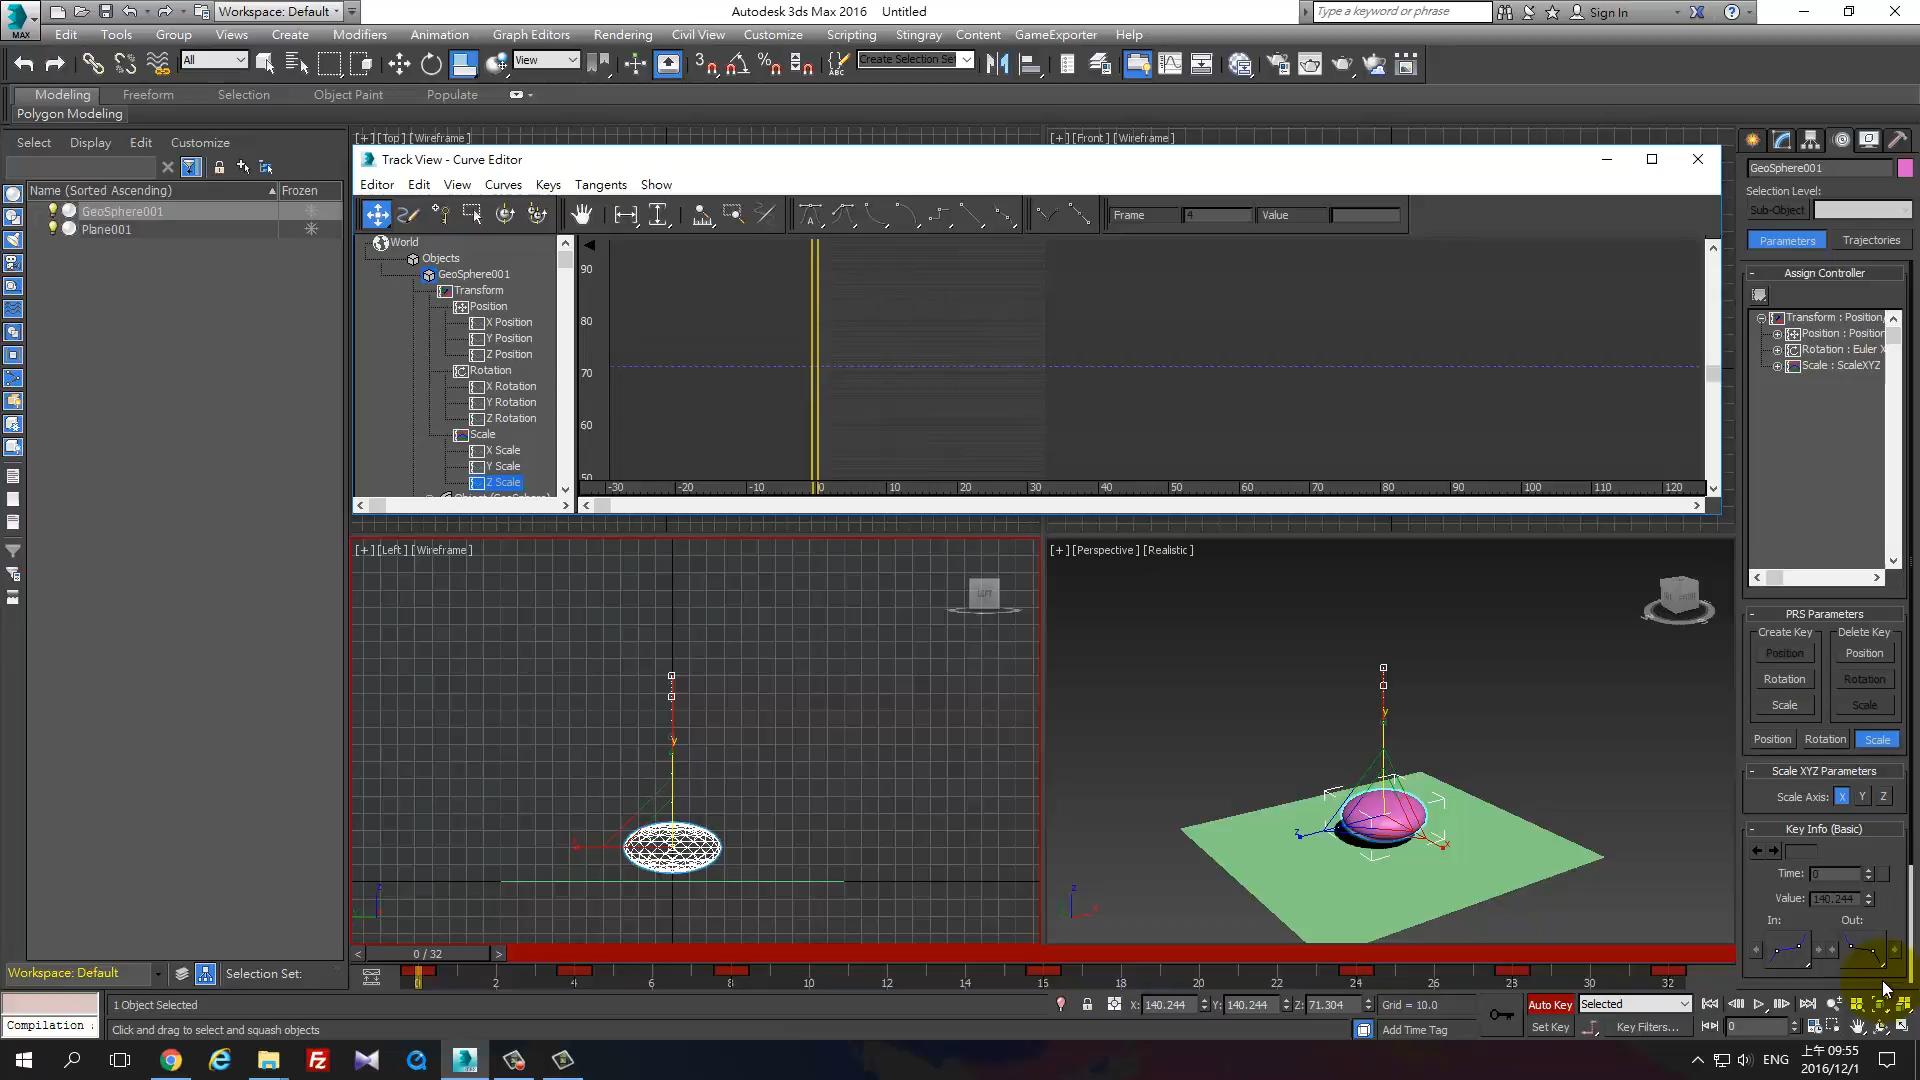 MAX
Workspace: Default
Autodesk 3ds Max 2016 Untitled
Type a keyword or phrase
Sign In
Edit Tools Group Views Create Modifiers Animation Graph Editors Rendering Civil View Customize Scripting Stingray Content GameExporter Help
All
View
3
ABC
Create Selection Set
Modeling Freeform Selection Object Paint Populate
Polygon Modeling
Select Display Edit Customize
Name (Sorted Ascending) Frozen
GeoSphere001
Plane001
[+] [Top] [Wireframe]
[+] [Front] [Wireframe]
Track View - Curve Editor
Editor Edit View Curves Keys Tangents Show
Frame 4 Value
World
Objects
GeoSphere001
Transform
Position
X Position
Y Position
Z Position
Rotation
X Rotation
Y Rotation
Z Rotation
Scale
X Scale
Y Scale
Z Scale
Object (GeoSphere)
90
80
70
60
50
-30 -20 -10 0 10 20 30 40 50 60 70 80 90 100 110 120
[+] [Left] [Wireframe]
LEFT
y
[+] [Perspective] [Realistic]
y
z
x
z
GeoSphere001
Selection Level:
Sub-Object
Parameters Trajectories
Assign Controller
Transform : Position
Position : Position
Rotation : Euler X
Scale : ScaleXYZ
PRS Parameters
Create Key Delete Key
Position Position
Rotation Rotation
Scale Scale
Position Rotation Scale
Scale XYZ Parameters
Scale Axis: X Y Z
Key Info (Basic)
Time: 0
Value: 140.244
In: Out:
0 / 32
2 4 6 8 10 12 14 16 18 20 22 24 26 28 30 32
Workspace: Default
Selection Set:
1 Object Selected
X: 140.244 Y: 140.244 Z: 71.304 Grid = 10.0
Auto Key Selected
Compilation
Click and drag to select and squash objects
Add Time Tag
Set Key Key Filters...
0
ENG
上午 09:55
2016/12/1